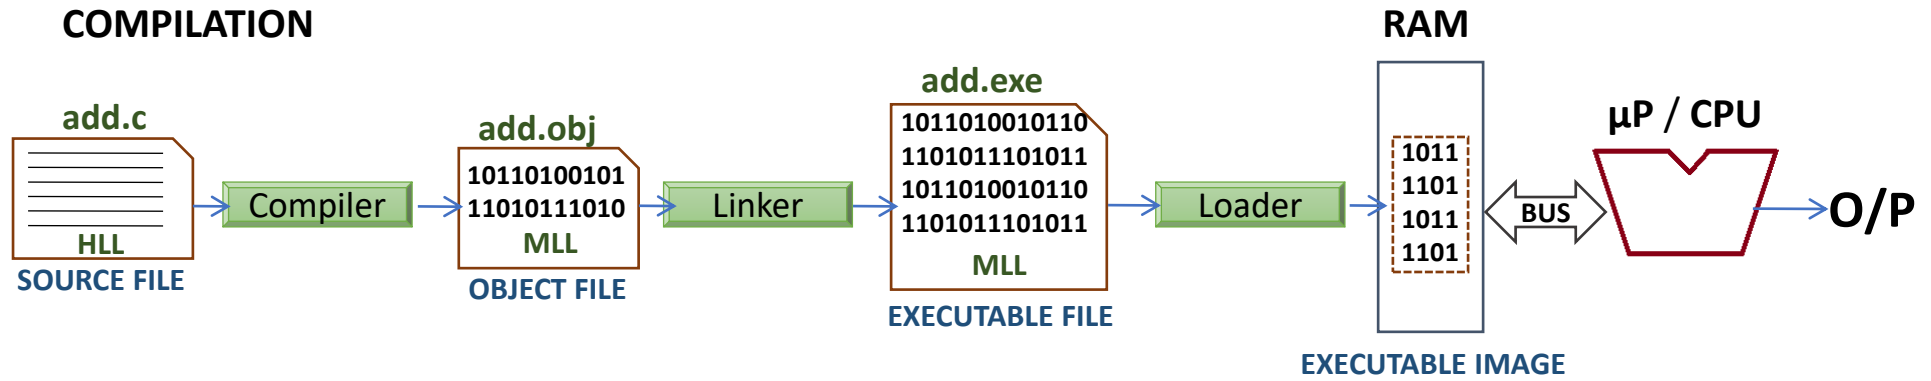 COMPILATION
RAM
add.c
HLL
SOURCE FILE
Compiler
add.obj
10110100101
11010111010
MLL
OBJECT FILE
Linker
add.exe
1011010010110
1101011101011
1011010010110
1101011101011
MLL
EXECUTABLE FILE
Loader
1011
1101
1011
1101
EXECUTABLE IMAGE
BUS
µP / CPU
O/P